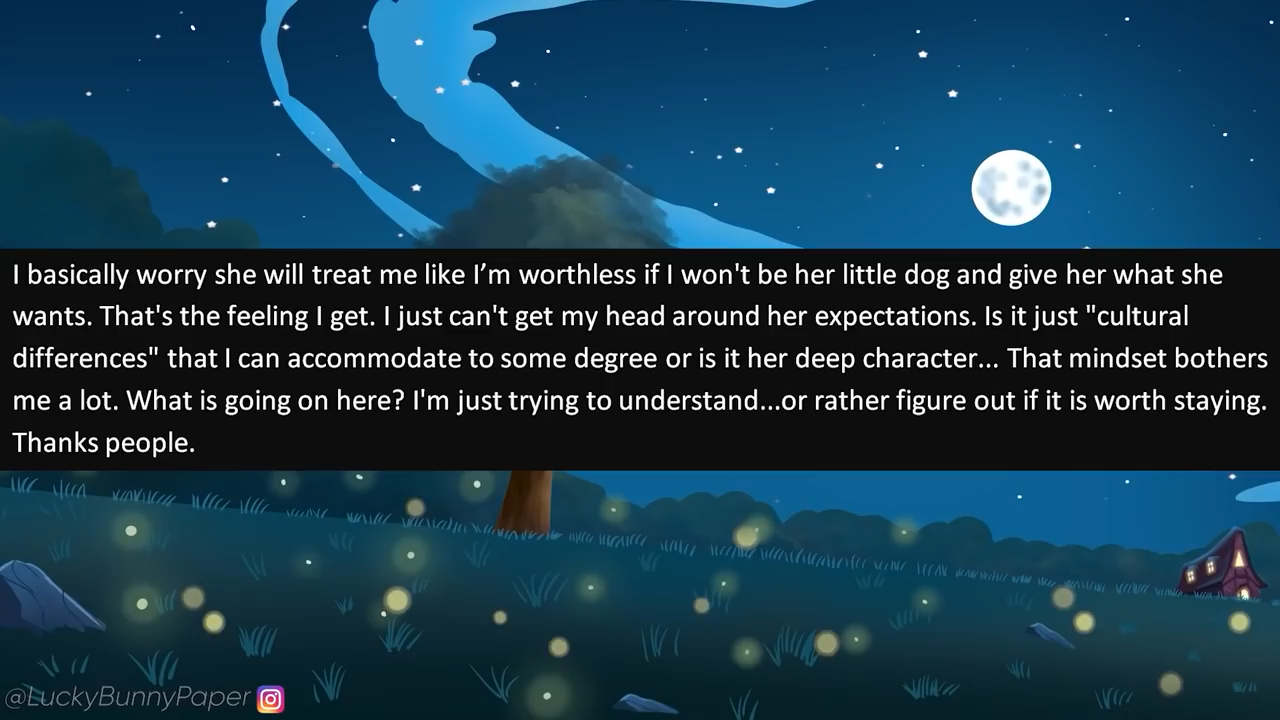 I basically worry she will treat me like I’m worthless if I won't be her little dog and give her what she
wants. That's the feeling I get. I just can't get my head around her expectations. Is it just "cultural
differences" that I can accommodate to some degree or is it her deep character... That mindset bothers
me a lot. What is going on here? I'm just trying to understand...or rather figure out if it is worth staying.
Thanks people.
@LuckyBunnyPaper